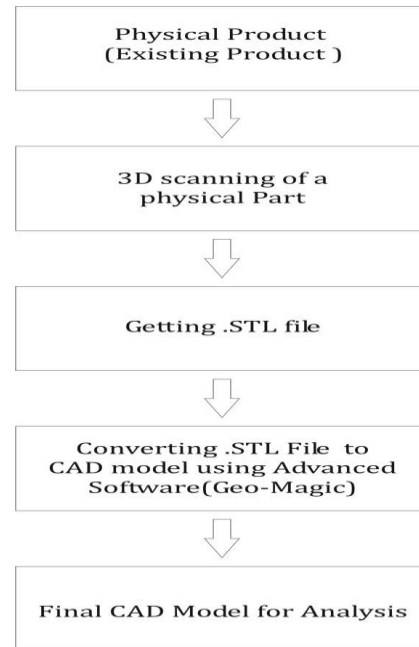 Physical Product
(Existing Product )
3D scanning of a
physical Part
Getting .STL file
Converting .STL File to
CAD model using Advanced
Software(Geo-Magic)
Final CAD Model for Analysis